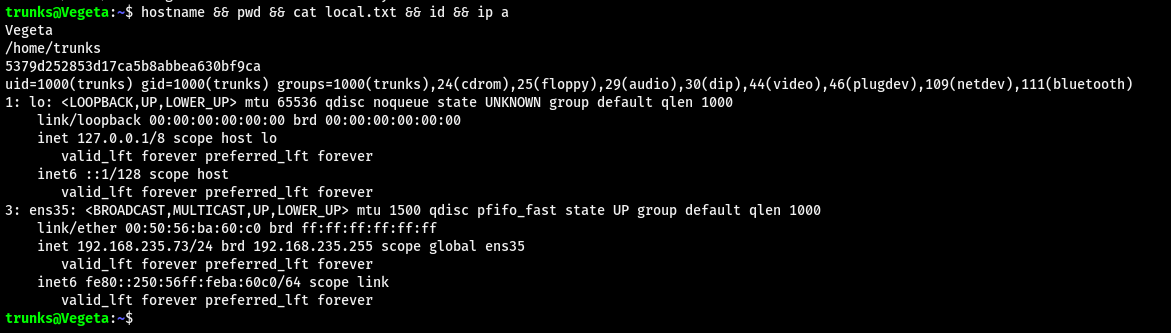 trunks@Vegeta:~$ hostname && pwd && cat local.txt && id && ip a
Vegeta
/home/trunks
5379d252853d17ca5b8abbea630bf9ca
uid=1000(trunks) gid=1000(trunks) groups=1000(trunks),24(cdrom),25(floppy),29(audio),30(dip),44(video),46(plugdev),109(netdev),111(bluetooth)
1: lo: <LOOPBACK,UP,LOWER_UP> mtu 65536 qdisc noqueue state UNKNOWN group default qlen 1000
    link/loopback 00:00:00:00:00:00 brd 00:00:00:00:00:00
    inet 127.0.0.1/8 scope host lo
       valid_lft forever preferred_lft forever
    inet6 ::1/128 scope host
       valid_lft forever preferred_lft forever
3: ens35: <BROADCAST,MULTICAST,UP,LOWER_UP> mtu 1500 qdisc pfifo_fast state UP group default qlen 1000
    link/ether 00:50:56:ba:60:c0 brd ff:ff:ff:ff:ff:ff
    inet 192.168.235.73/24 brd 192.168.235.255 scope global ens35
       valid_lft forever preferred_lft forever
    inet6 fe80::250:56ff:feba:60c0/64 scope link
       valid_lft forever preferred_lft forever
trunks@Vegeta:~$